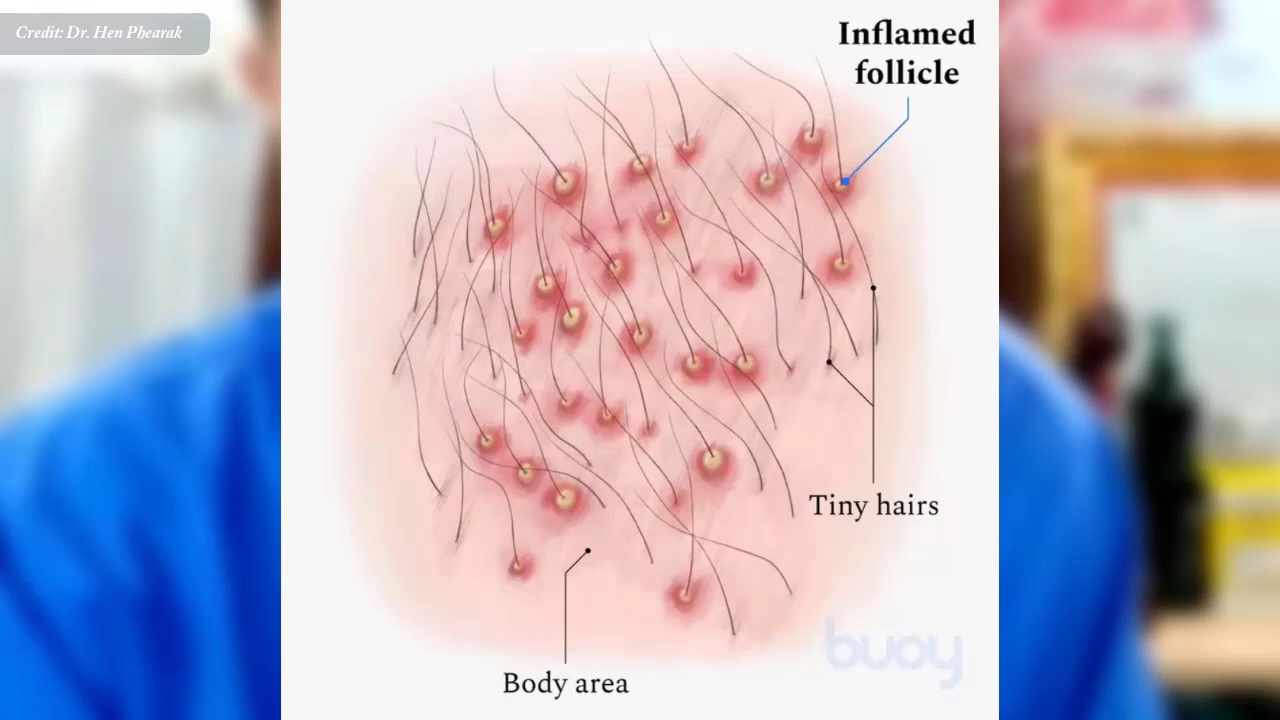 Credit: Dr. Hen Phearak
Inflamed
follicle
Tiny hairs
Body area
buoy